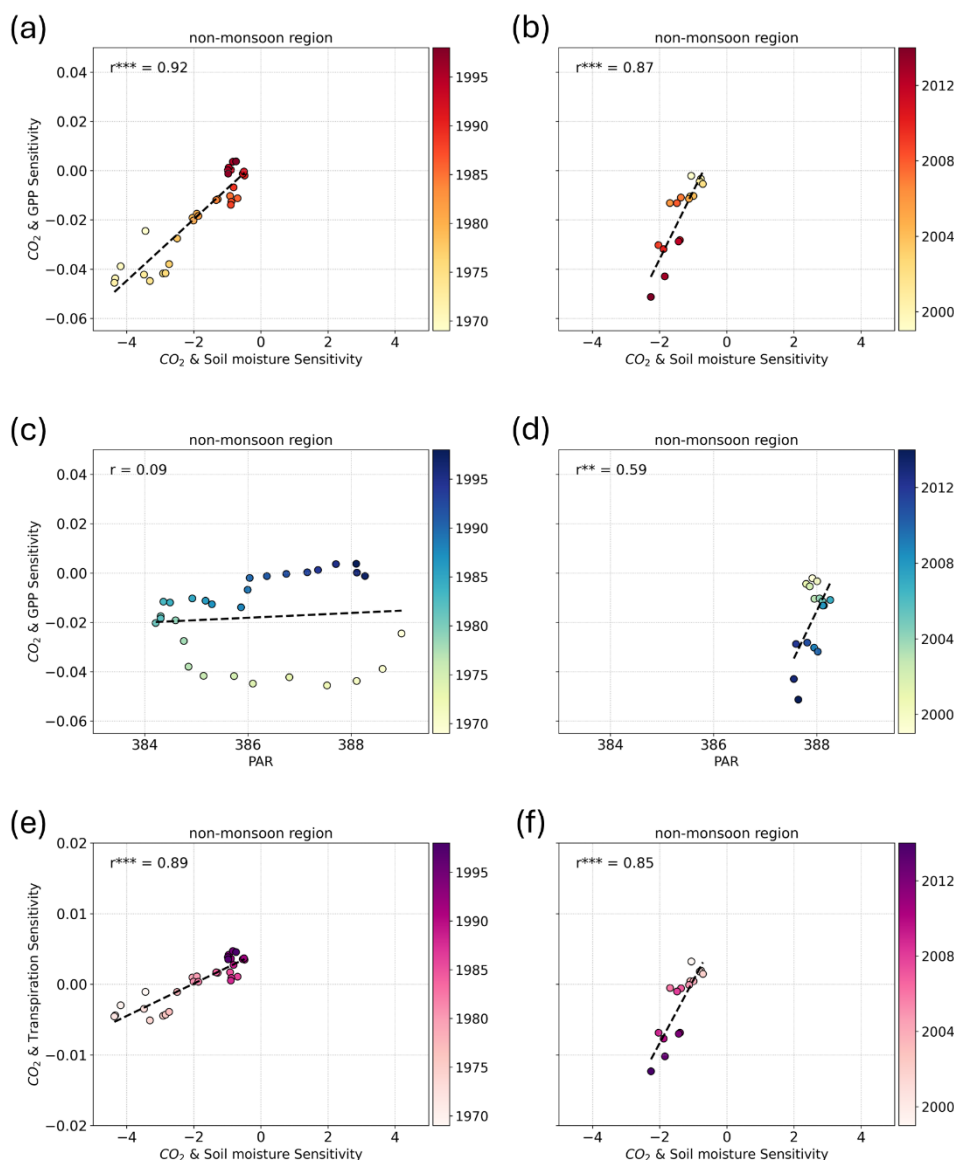 (a)
non-monsoon region
r*** = 0.92
0.04
0.02
0.00
−0.02
−0.04
−0.06
CO2 & GPP Sensitivity
−4 −2 0 2 4
CO2 & Soil moisture Sensitivity
1995
1990
1985
1980
1975
1970
(b)
non-monsoon region
r*** = 0.87
−4 −2 0 2 4
CO2 & Soil moisture Sensitivity
2012
2008
2004
2000
(c)
non-monsoon region
r = 0.09
0.04
0.02
0.00
−0.02
−0.04
−0.06
CO2 & GPP Sensitivity
384 386 388
PAR
1995
1990
1985
1980
1975
1970
(d)
non-monsoon region
r** = 0.59
384 386 388
PAR
2012
2008
2004
2000
(e)
non-monsoon region
r*** = 0.89
0.02
0.01
0.00
−0.01
−0.02
CO2 & Transpiration Sensitivity
−4 −2 0 2 4
CO2 & Soil moisture Sensitivity
1995
1990
1985
1980
1975
1970
(f)
non-monsoon region
r*** = 0.85
−4 −2 0 2 4
CO2 & Soil moisture Sensitivity
2012
2008
2004
2000